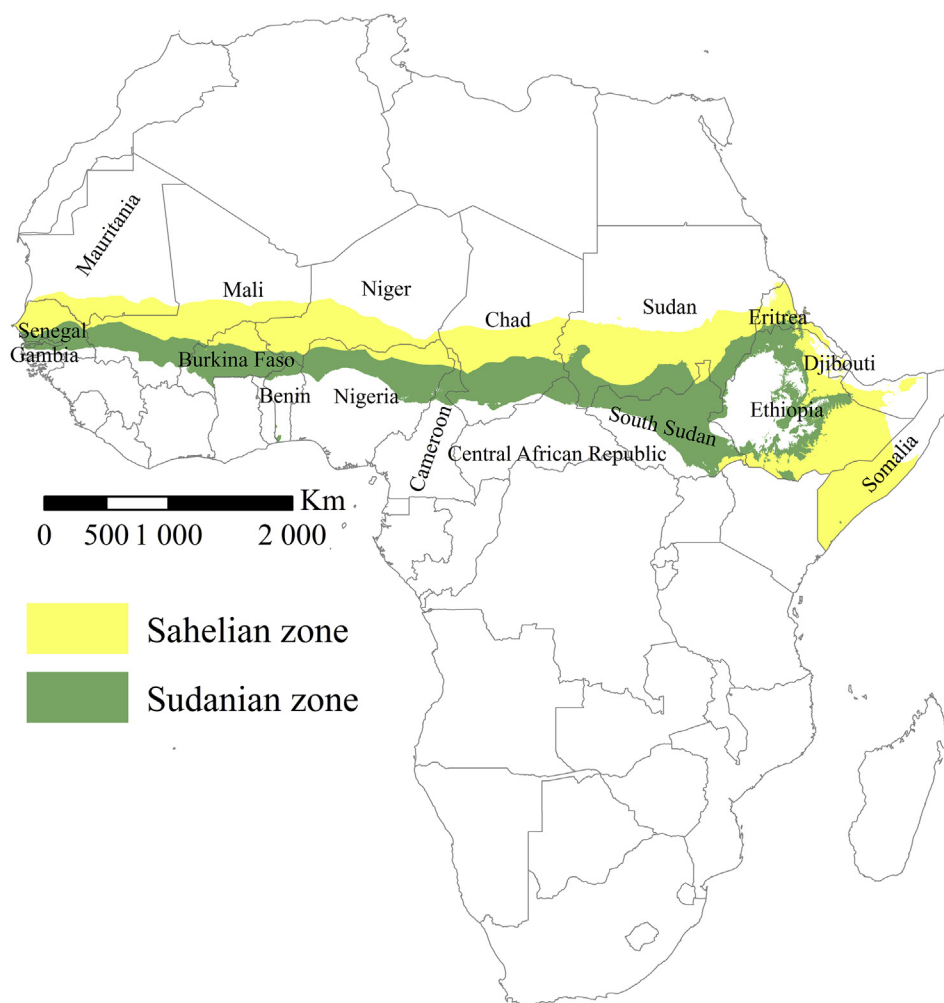 Mauritania
Mali
Niger
Chad
Sudan
Eritrea
Senegal
Gambia
Burkina Faso
Djibouti
Benin
Nigeria
Ethiopia
South Sudan
Cameroon
Central African Republic
Somalia
Km
0 500 1 000 2 000
Sahelian zone
Sudanian zone